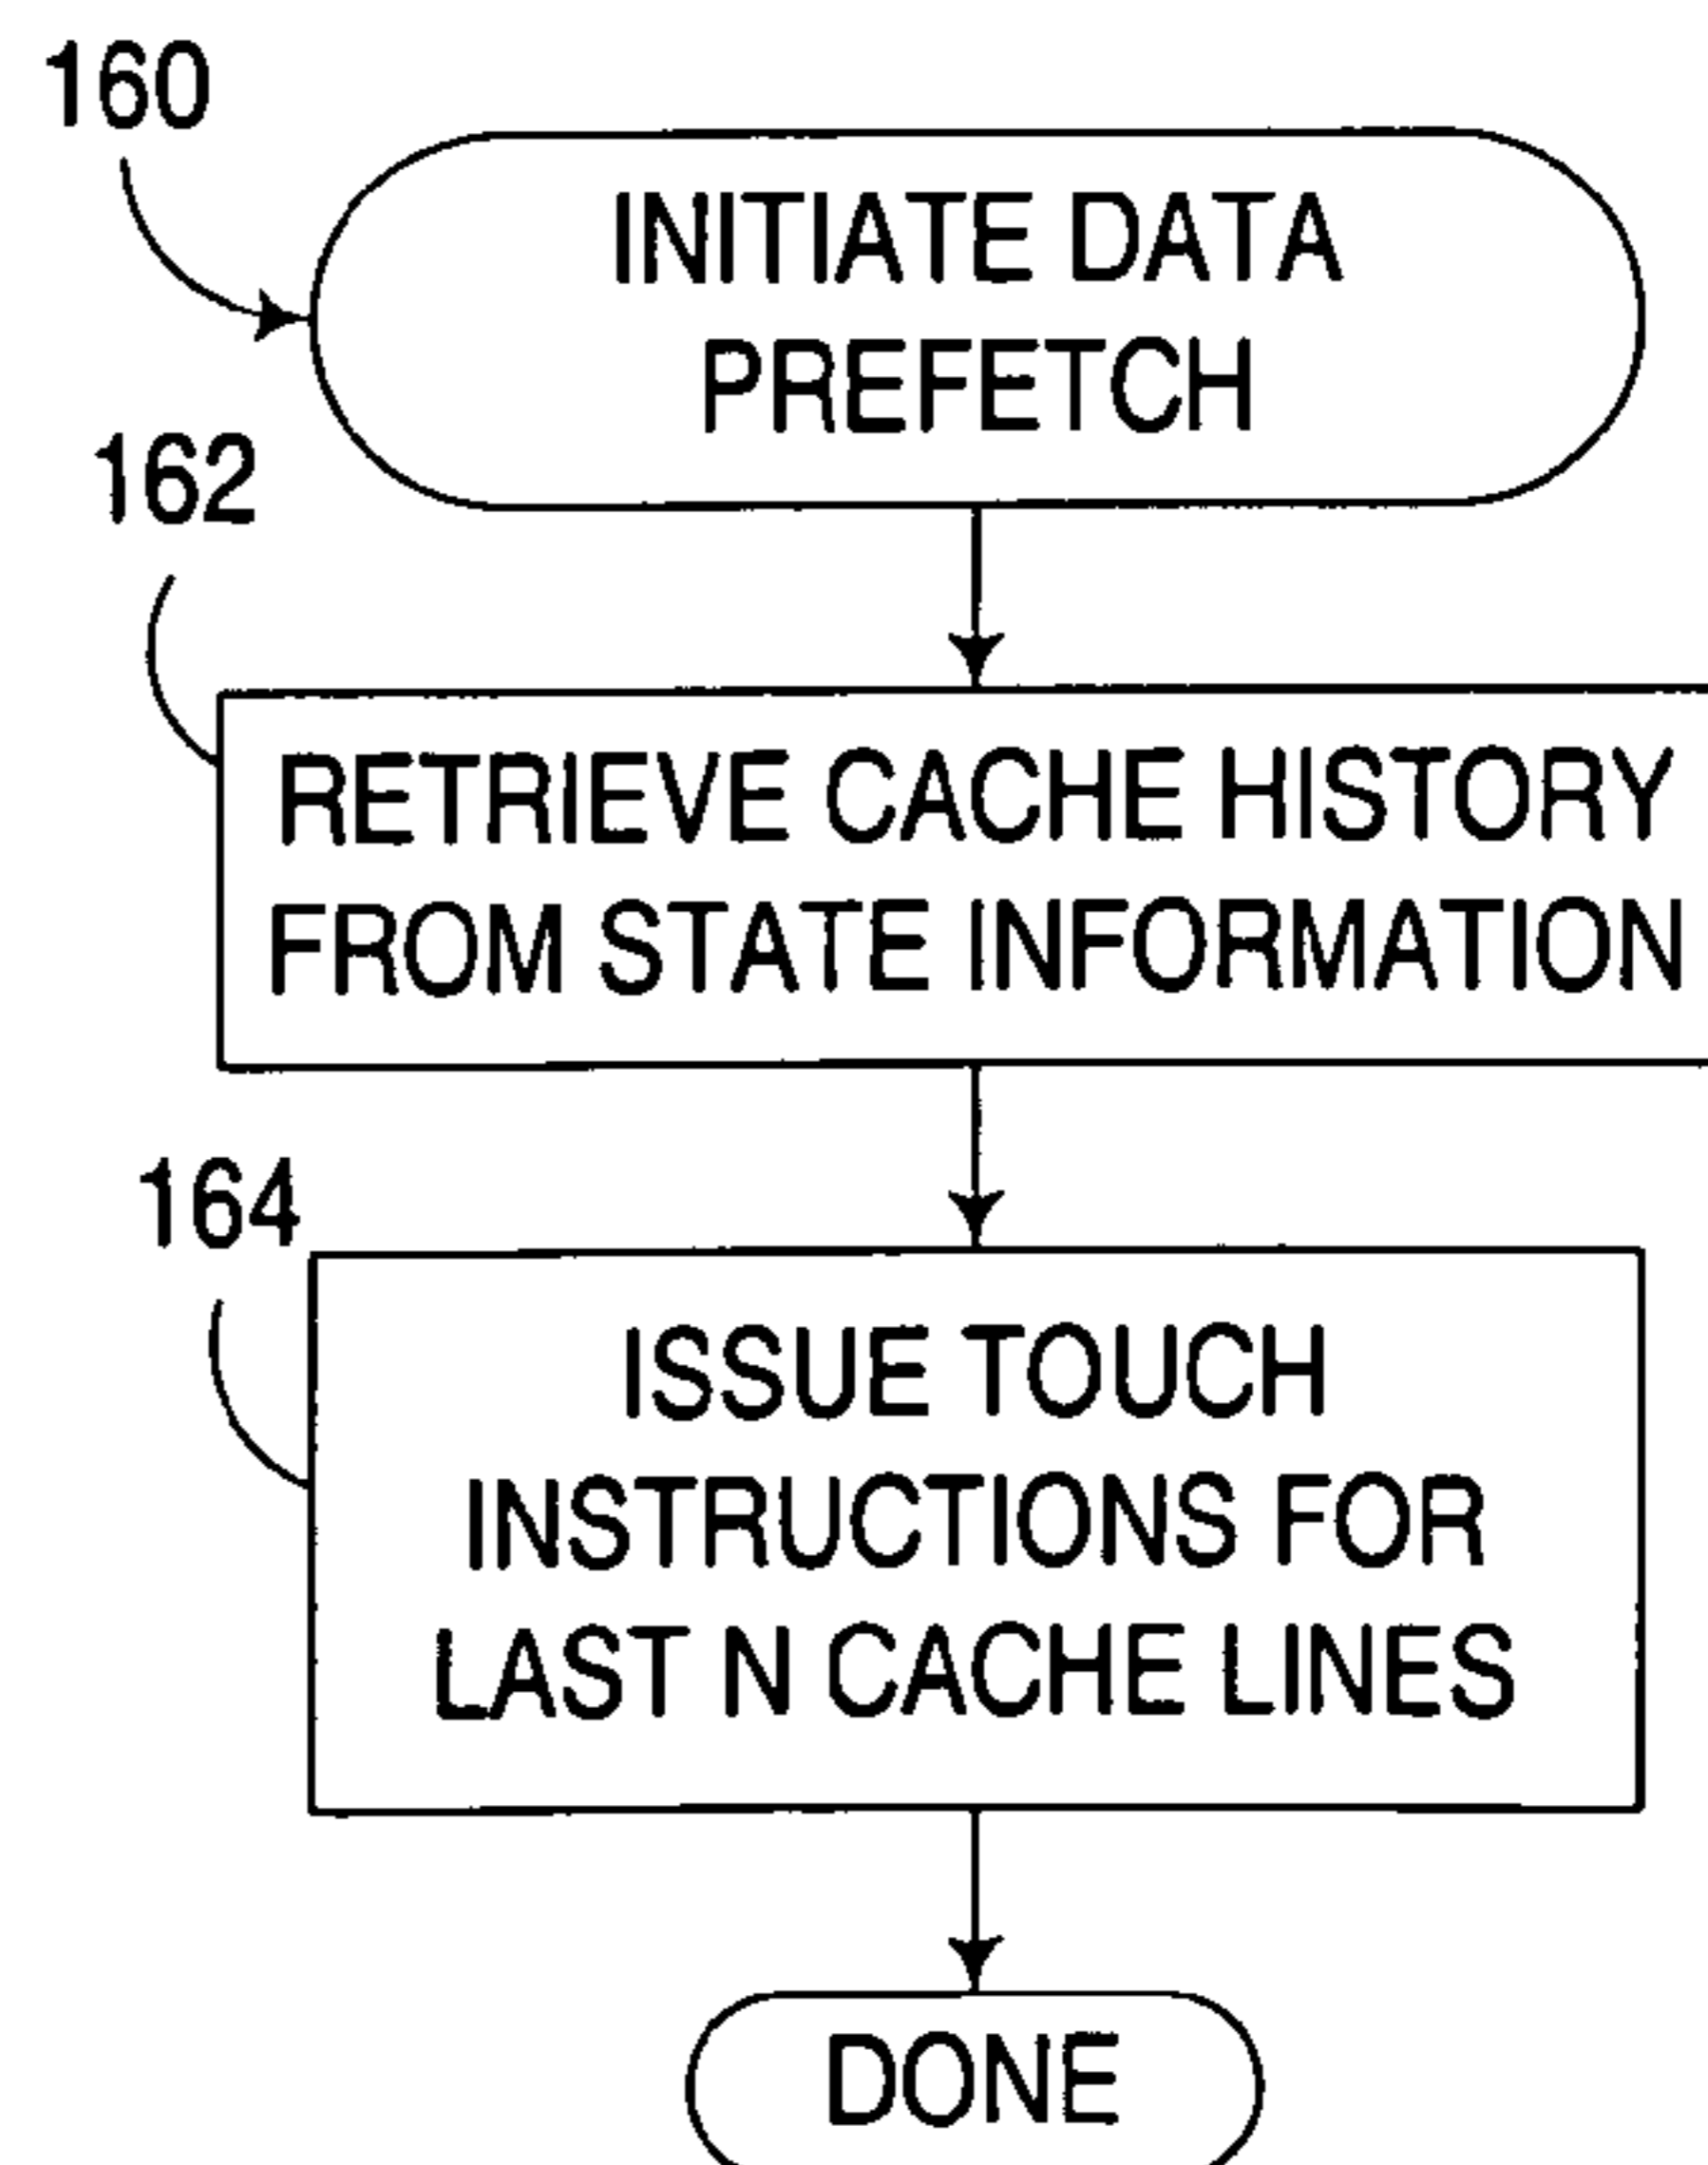 160
INITIATE DATA
PREFETCH
162
RETRIEVE CACHE HISTORY
FROM STATE INFORMATION
164
ISSUE TOUCH
INSTRUCTIONS FOR
LAST N CACHE LINES
DONE